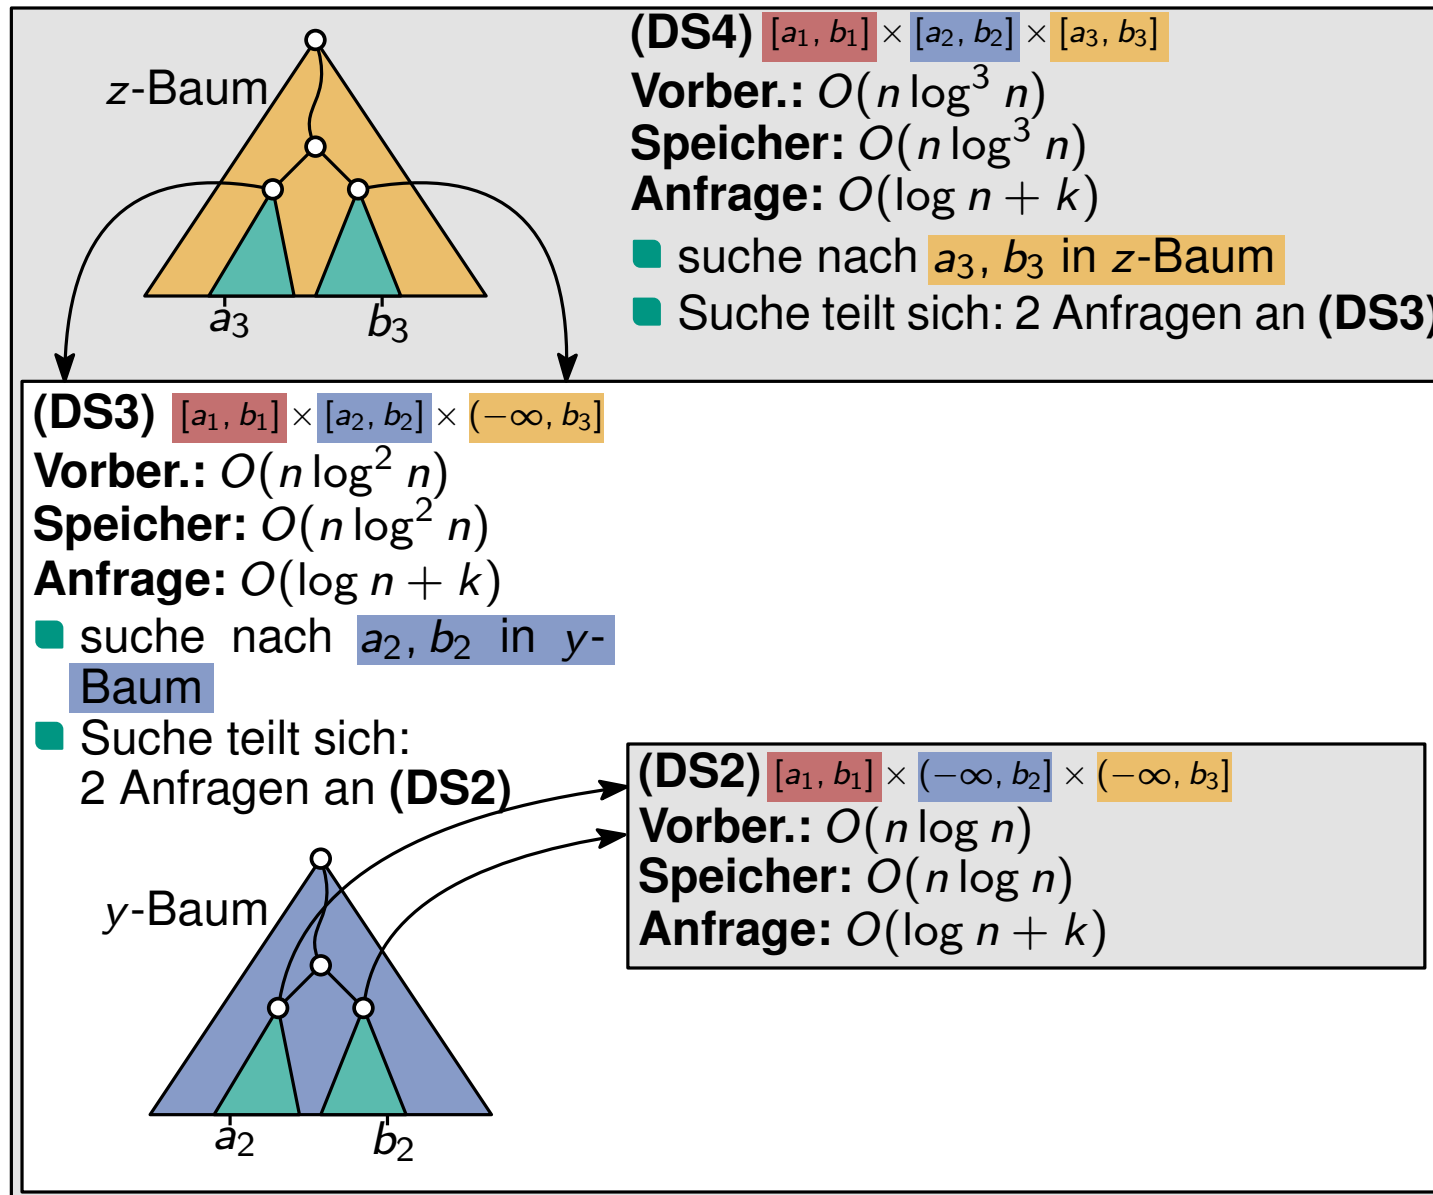 z-Baum
a₃
b₃
(DS4) [a₁, b₁] × [a₂, b₂] × [a₃, b₃]
Vorber.: O(n log³ n)
Speicher: O(n log³ n)
Anfrage: O(log n + k)
suche nach a₃, b₃ in z-Baum
Suche teilt sich: 2 Anfragen an (DS3)
(DS3) [a₁, b₁] × [a₂, b₂] × (−∞, b₃]
Vorber.: O(n log² n)
Speicher: O(n log² n)
Anfrage: O(log n + k)
suche nach a₂, b₂ in y-
Baum
Suche teilt sich:
2 Anfragen an (DS2)
y-Baum
a₂
b₂
(DS2) [a₁, b₁] × (−∞, b₂] × (−∞, b₃]
Vorber.: O(n log n)
Speicher: O(n log n)
Anfrage: O(log n + k)